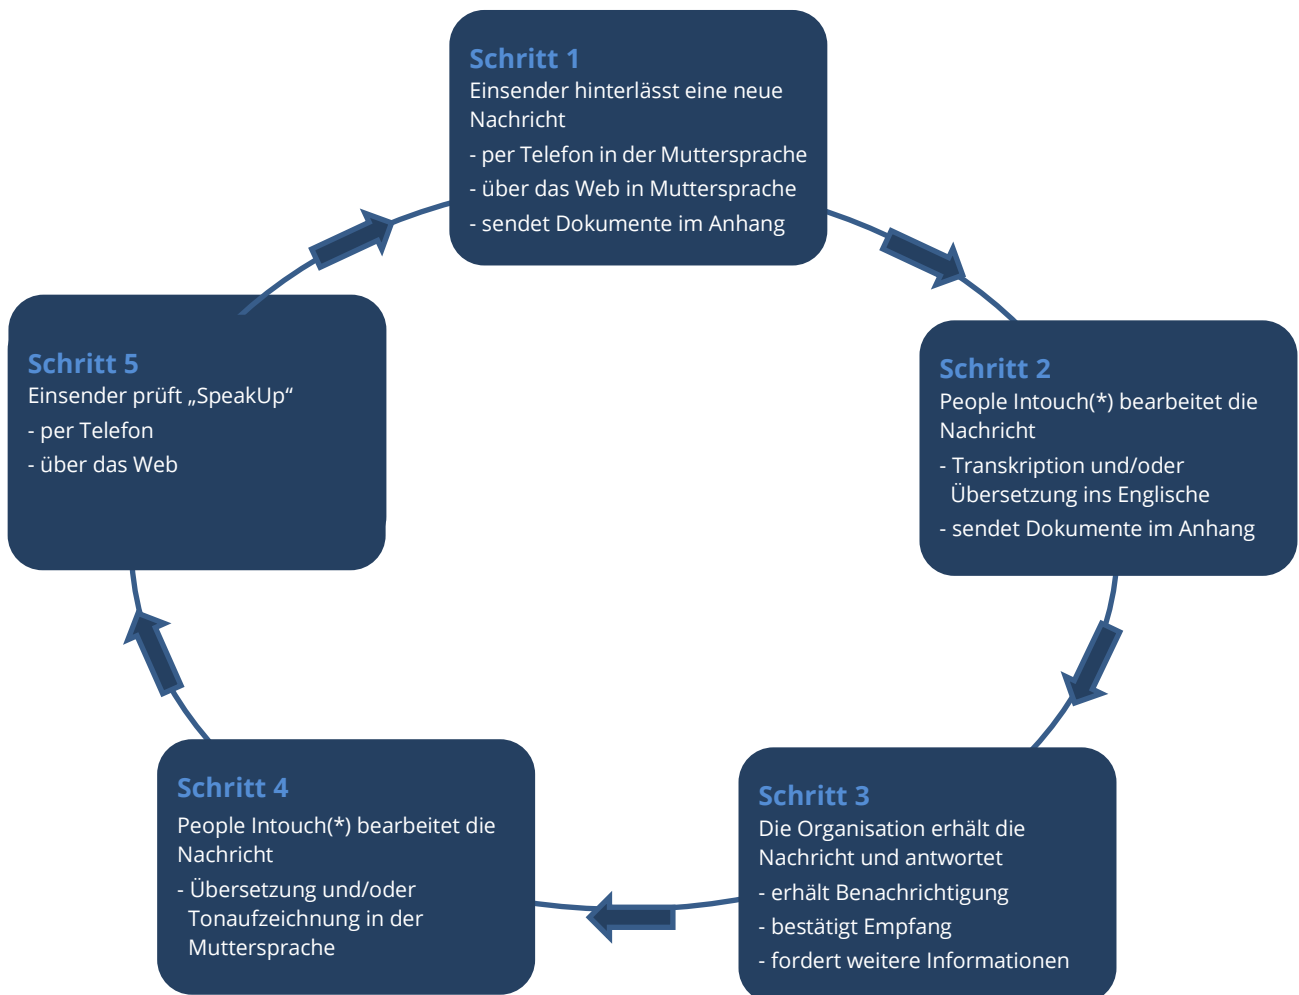 Schritt 1
Einsender hinterlässt eine neue
Nachricht
- per Telefon in der Muttersprache
- über das Web in Muttersprache
- sendet Dokumente im Anhang
Schritt 2
People Intouch(*) bearbeitet die
Nachricht
- Transkription und/oder
Übersetzung ins Englische
- sendet Dokumente im Anhang
Schritt 3
Die Organisation erhält die
Nachricht und antwortet
- erhält Benachrichtigung
- bestätigt Empfang
- fordert weitere Informationen
Schritt 4
People Intouch(*) bearbeitet die
Nachricht
- Übersetzung und/oder
Tonaufzeichnung in der
Muttersprache
Schritt 5
Einsender prüft „SpeakUp“
- per Telefon
- über das Web